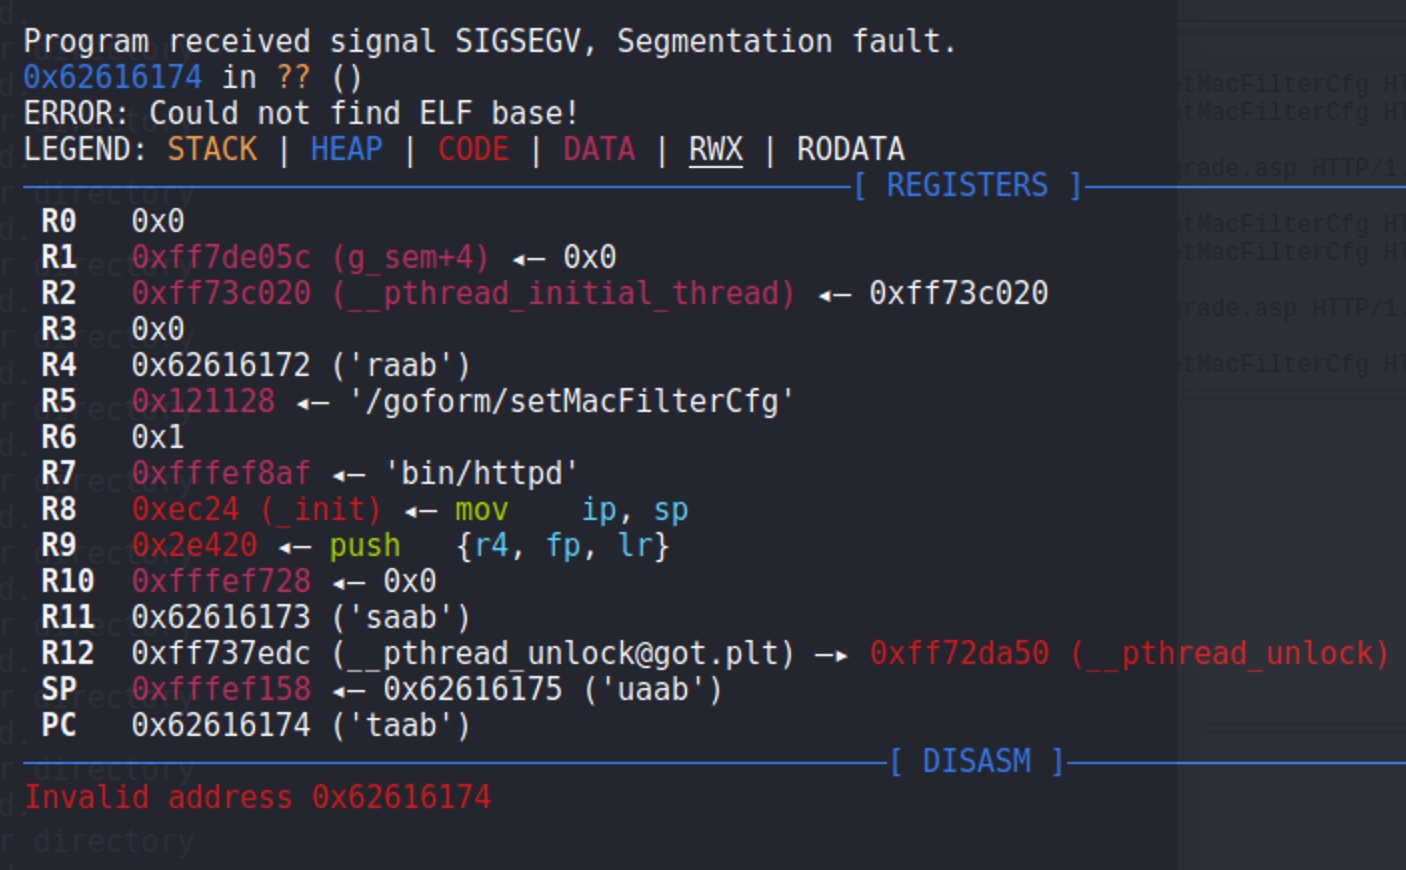 Program received signal SIGSEGV, Segmentation fault.
0x62616174 in ?? ()
ERROR: Could not find ELF base!
LEGEND: STACK | HEAP | CODE | DATA | RWX | RODATA
[ REGISTERS ]
R0 0x0
R1 0xff7de05c (g_sem+4) ◂— 0x0
R2 0xff73c020 (__pthread_initial_thread) ◂— 0xff73c020
R3 0x0
R4 0x62616172 ('raab')
R5 0x121128 ◂— '/goform/setMacFilterCfg'
R6 0x1
R7 0xfffef8af ◂— 'bin/httpd'
R8 0xec24 (_init) ◂— mov ip, sp
R9 0x2e420 ◂— push {r4, fp, lr}
R10 0xfffef728 ◂— 0x0
R11 0x62616173 ('saab')
R12 0xff737edc (__pthread_unlock@got.plt) —▸ 0xff72da50 (__pthread_unlock)
SP 0xfffef158 ◂— 0x62616175 ('uaab')
PC 0x62616174 ('taab')
[ DISASM ]
Invalid address 0x62616174